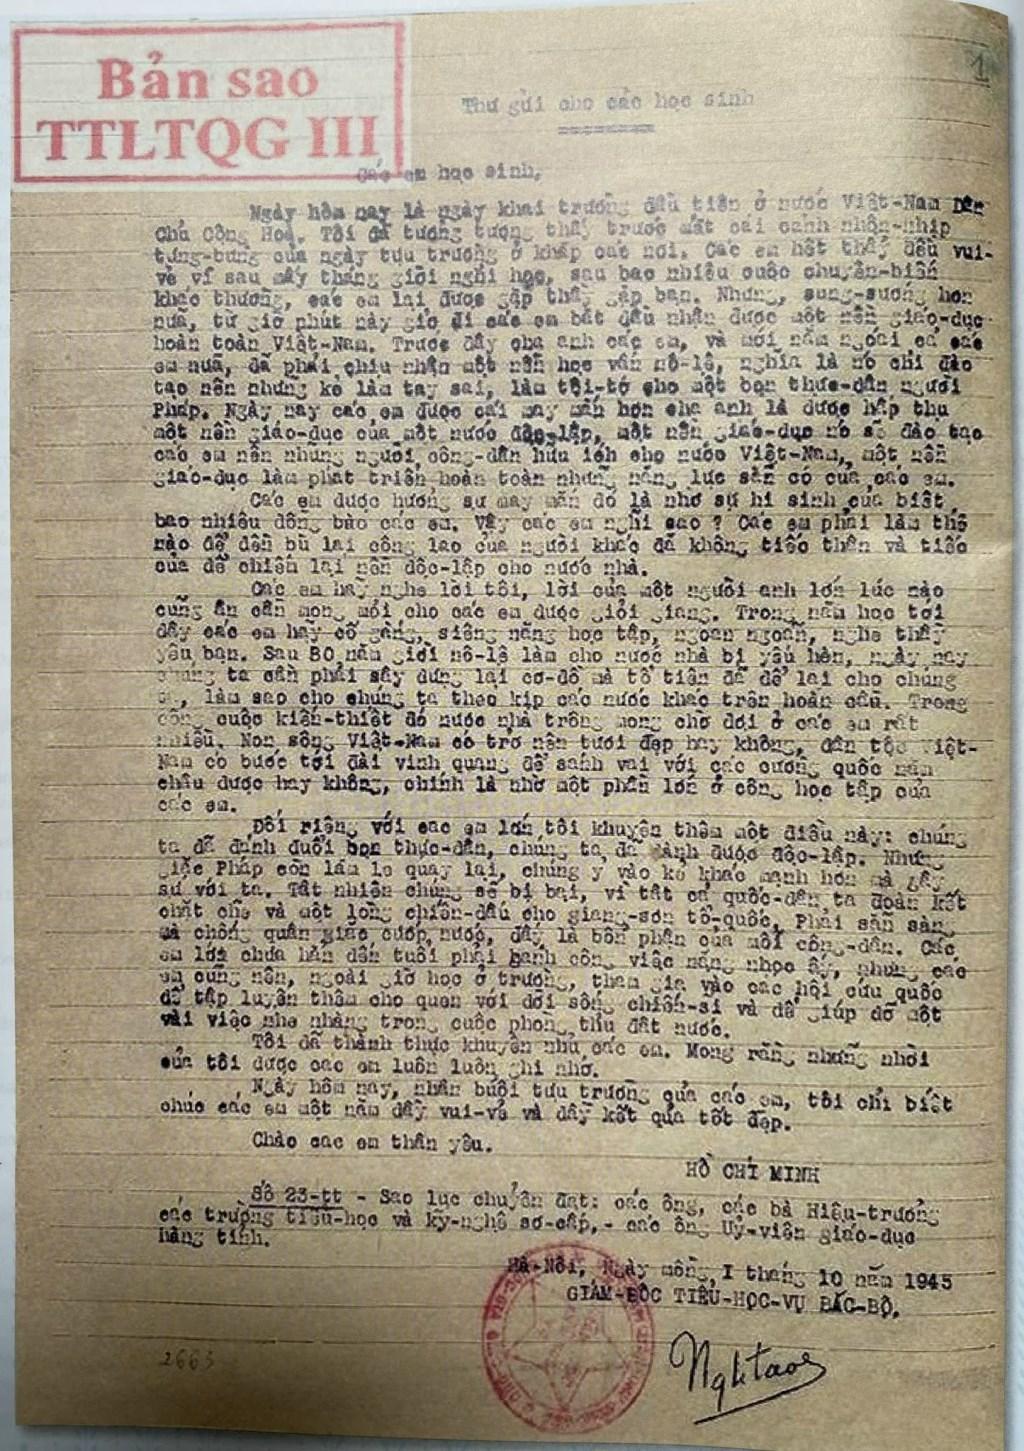 Bản sao
TTLTQG III
1
Thư gửi cho các học sinh
Các em học sinh,
Ngày hôm nay là ngày khai trường đầu tiên ở nước Việt-Nam Dân
Chủ Cộng Hoà. Tôi đã tưởng tượng thấy trước mắt cái cảnh nhộn-nhịp
tưng-bừng của ngày tựu trường ở khắp các nơi. Các em hết thẩy đều vui-
vẻ vì sau mấy tháng giời nghỉ học, sau bao nhiêu cuộc chuyển-biến
khác thường, các em lại được gặp thầy gặp bạn. Nhưng, sung-sướng hơn
nữa, từ giờ phút này giở đi các em bắt đầu nhận được một nền giáo-dục
hoàn toàn Việt-Nam. Trước đây cha anh các em, và mới năm ngoái cả các
em nữa, đã phải chịu nhận một nền học vấn nô-lệ, nghĩa là nó chỉ đào
tạo nên những kẻ làm tay sai, làm tôi-tớ cho một bọn thực-dân người
Pháp. Ngày nay các em được cái may mắn hơn cha anh là được hấp thụ
một nền giáo-dục của một nước độc-lập, một nền giáo-dục nó sẽ đào tạo
các em nên những người công-dân hữu ích cho nước Việt-Nam, một nền
giáo-dục làm phát triển hoàn toàn những năng lực sẵn có của các em.
Các em được hưởng sự may mắn đó là nhờ sự hi sinh của biết
bao nhiêu đồng bào các em. Vậy các em nghĩ sao ? Các em phải làm thế
nào để đền bù lại công lao của người khác đã không tiếc thân và tiếc
của để chiếm lại nền độc-lập cho nước nhà.
Các em hãy nghe lời tôi, lời của một người anh lớn lúc nào
cũng ân cần mong mỏi cho các em được giỏi giang. Trong năm học tới
đây các em hãy cố gắng, siêng năng học tập, ngoan ngoãn, nghe thầy
yêu bạn. Sau 80 năm giời nô-lệ làm cho nước nhà bị yếu hèn, ngày nay
chúng ta cần phải sây dựng lại cơ-đồ mà tổ tiên đã để lại cho chúng
ta, làm sao cho chúng ta theo kịp các nước khác trên hoàn cầu. Trong
công cuộc kiến-thiết đó nước nhà trông mong chờ đợi ở các em rất
nhiều. Non sông Việt-Nam có trở nên tươi đẹp hay không, dân tộc Việt-
Nam có bước tới đài vinh quang để sánh vai với các cường quốc năm
châu được hay không, chính là nhờ một phần lớn ở công học tập của
các em.
Đối riêng với các em lớn tôi khuyên thêm một điều này: chúng
ta đã đánh đuổi bọn thực-dân, chúng ta đã dành được độc-lập. Nhưng
giặc Pháp còn lăm le quay lại, chúng ỷ vào kẻ khác mạnh hơn mà gây
sự với ta. Tất nhiên chúng sẽ bị bại, vì tất cả quốc-dân ta đoàn kết
chặt chẽ và một lòng chiến-đấu cho giang-sơn tổ-quốc. Phải sẵn sàng
mà chống quân giặc cướp nước, đấy là bổn phận của mỗi công-dân. Các
em lớn chưa hẳn đến tuổi phải gánh công việc nặng nhọc ấy, nhưng các
em cũng nên, ngoài giờ học ở trường, tham gia vào các hội cứu quốc
để tập luyện thêm cho quen với đời sống chiến-sĩ và để giúp đỡ một
vài việc nhẹ nhàng trong cuộc phòng thủ đất nước.
Tôi đã thành thực khuyên nhủ các em. Mong rằng những nhời
của tôi được các em luôn luôn ghi nhớ.
Ngày hôm nay, nhân buổi tựu trường của các em, tôi chỉ biết
chúc các em một năm đầy vui-vẻ và đầy kết quả tốt đẹp.
Chào các em thân yêu.
HỒ CHÍ MINH
Số 23-tt - Sao lục chuyển đạt: các ông, các bà Hiệu-trưởng
các trường tiểu-học và kỹ-nghệ sơ-cấp,- các ông Uỷ-viên giáo-dục
hàng tỉnh.
Hà-Nội, Ngày mồng I tháng 10 năm 1945
GIÁM-ĐỐC TIỂU-HỌC-VỤ BẮC-BỘ.
2663